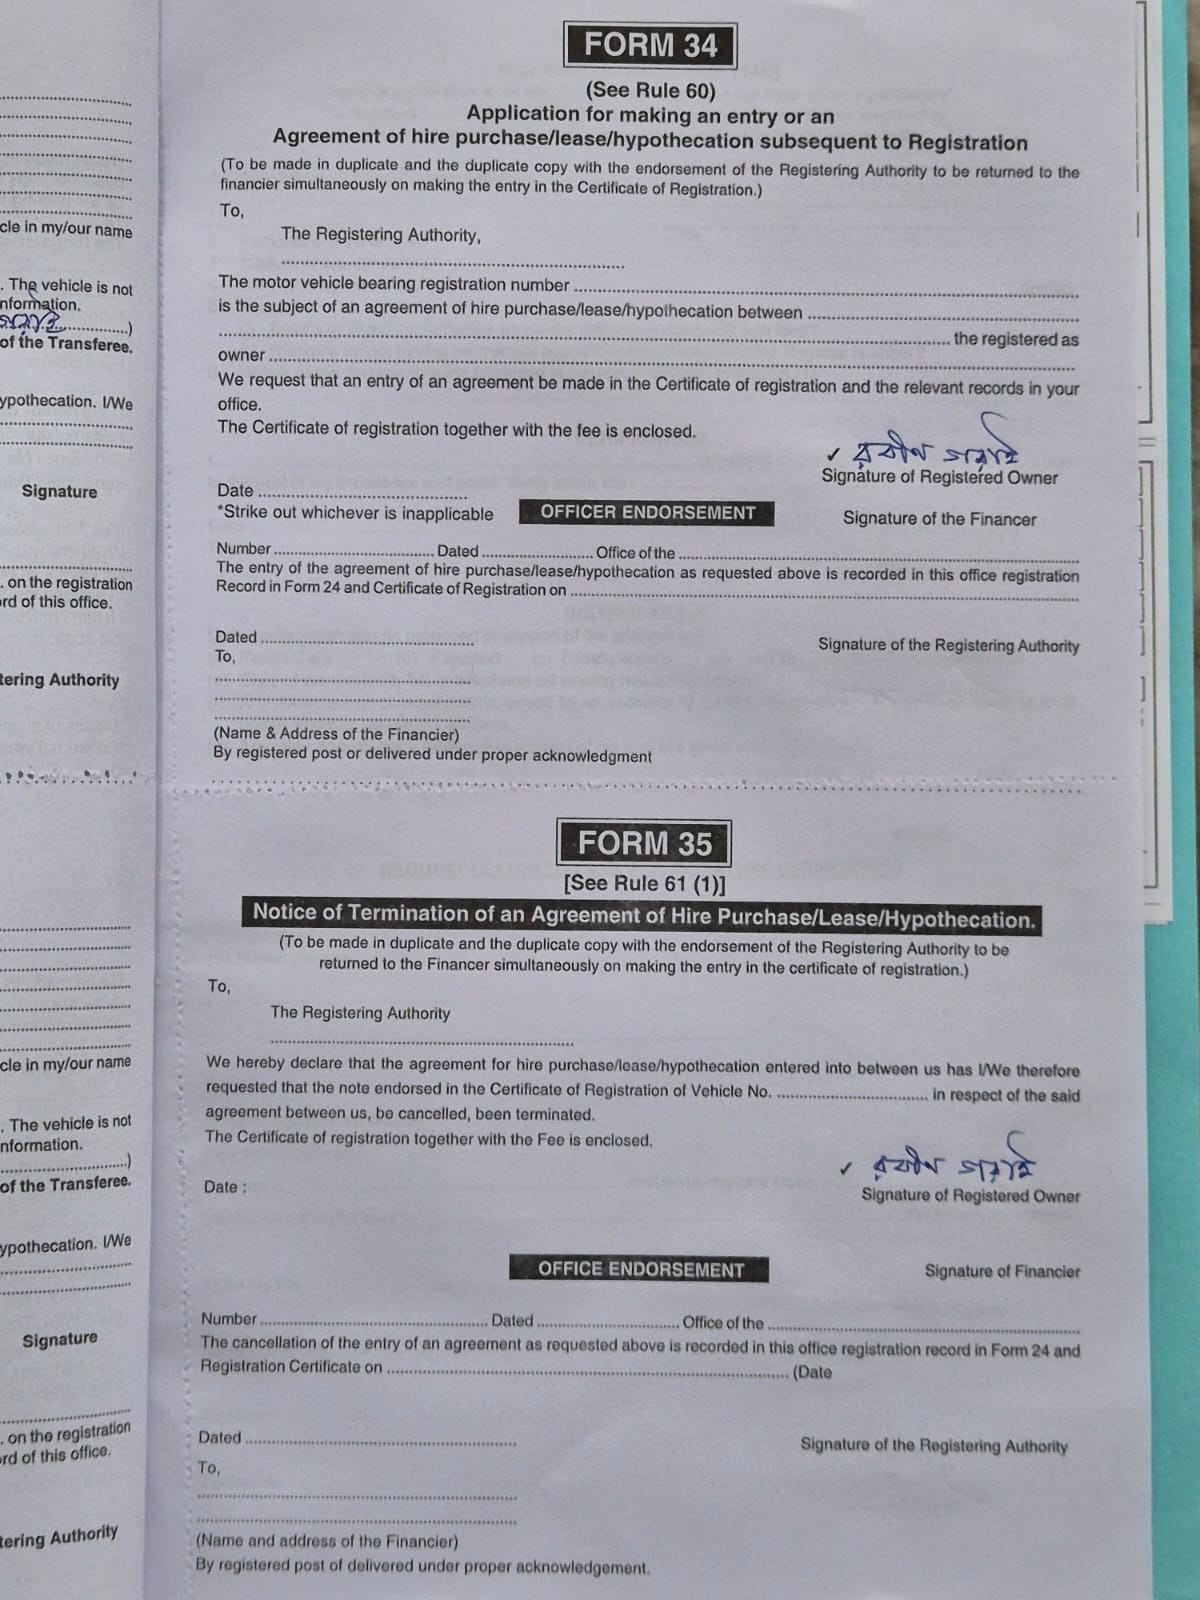 cle in my/our name
. The vehicle is not
nformation.
....................)
of the Transferee.
ypothecation. I/We
Signature
. on the registration
rd of this office.
tering Authority
cle in my/our name
. The vehicle is not
nformation.
....................)
of the Transferee.
ypothecation. I/We
Signature
. on the registration
rd of this office.
tering Authority
FORM 34
(See Rule 60)
Application for making an entry or an
Agreement of hire purchase/lease/hypothecation subsequent to Registration
(To be made in duplicate and the duplicate copy with the endorsement of the Registering Authority to be returned to the
financier simultaneously on making the entry in the Certificate of Registration.)
To,
The Registering Authority,
....................
The motor vehicle bearing registration number ....................
is the subject of an agreement of hire purchase/lease/hypothecation between ....................
.................... the registered as
owner ....................
We request that an entry of an agreement be made in the Certificate of registration and the relevant records in your
office.
The Certificate of registration together with the fee is enclosed.
✓
Signature of Registered Owner
Date ....................
*Strike out whichever is inapplicable OFFICER ENDORSEMENT Signature of the Financer
Number .................... Dated .................... Office of the ....................
The entry of the agreement of hire purchase/lease/hypothecation as requested above is recorded in this office registration
Record in Form 24 and Certificate of Registration on ....................
Dated .................... Signature of the Registering Authority
To,
....................
....................
....................
(Name & Address of the Financier)
By registered post or delivered under proper acknowledgment
FORM 35
[See Rule 61 (1)]
Notice of Termination of an Agreement of Hire Purchase/Lease/Hypothecation.
(To be made in duplicate and the duplicate copy with the endorsement of the Registering Authority to be
returned to the Financer simultaneously on making the entry in the certificate of registration.)
To,
The Registering Authority
....................
We hereby declare that the agreement for hire purchase/lease/hypothecation entered into between us has I/We therefore
requested that the note endorsed in the Certificate of Registration of Vehicle No. .................... in respect of the said
agreement between us, be cancelled, been terminated.
The Certificate of registration together with the Fee is enclosed.
✓
Date : Signature of Registered Owner
OFFICE ENDORSEMENT Signature of Financier
Number .................... Dated .................... Office of the ....................
The cancellation of the entry of an agreement as requested above is recorded in this office registration record in Form 24 and
Registration Certificate on .................... (Date
Dated .................... Signature of the Registering Authority
To,
....................
....................
(Name and address of the Financier)
By registered post of delivered under proper acknowledgement.